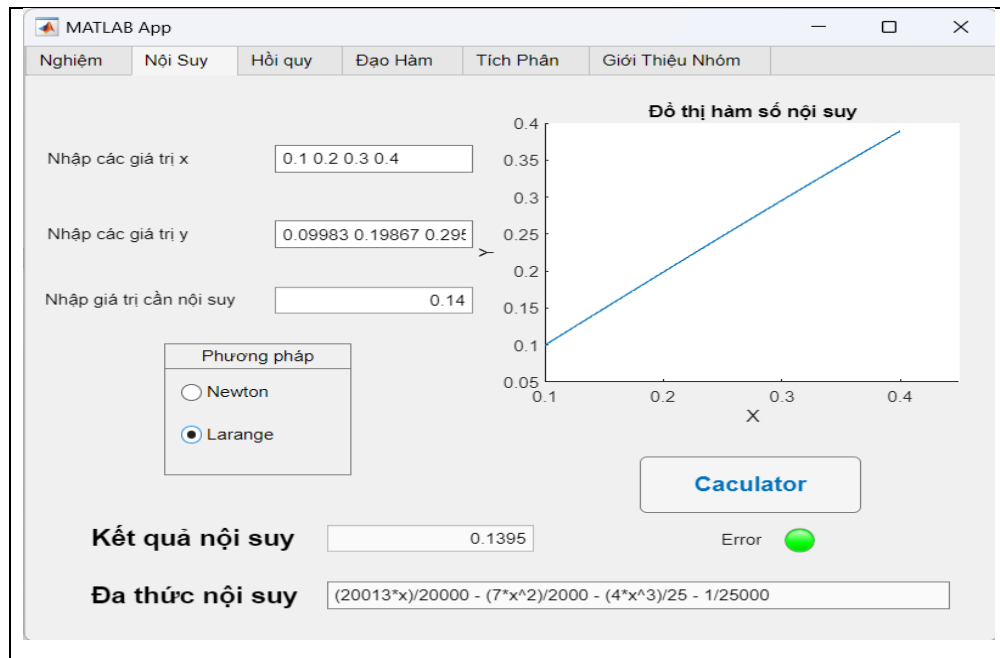 MATLAB App
Nghiệm Nội Suy Hồi quy Đạo Hàm Tích Phân Giới Thiệu Nhóm
Nhập các giá trị x
0.1 0.2 0.3 0.4
Nhập các giá trị y
0.09983 0.19867 0.295
Nhập giá trị cần nội suy
0.14
Phương pháp
Newton
Larange
Đồ thị hàm số nội suy
0.4
0.35
0.3
0.25
0.2
0.15
0.1
0.05
Y
0.1 0.2 0.3 0.4
X
Caculator
Kết quả nội suy
0.1395
Error
Đa thức nội suy
(20013*x)/20000 - (7*x^2)/2000 - (4*x^3)/25 - 1/25000